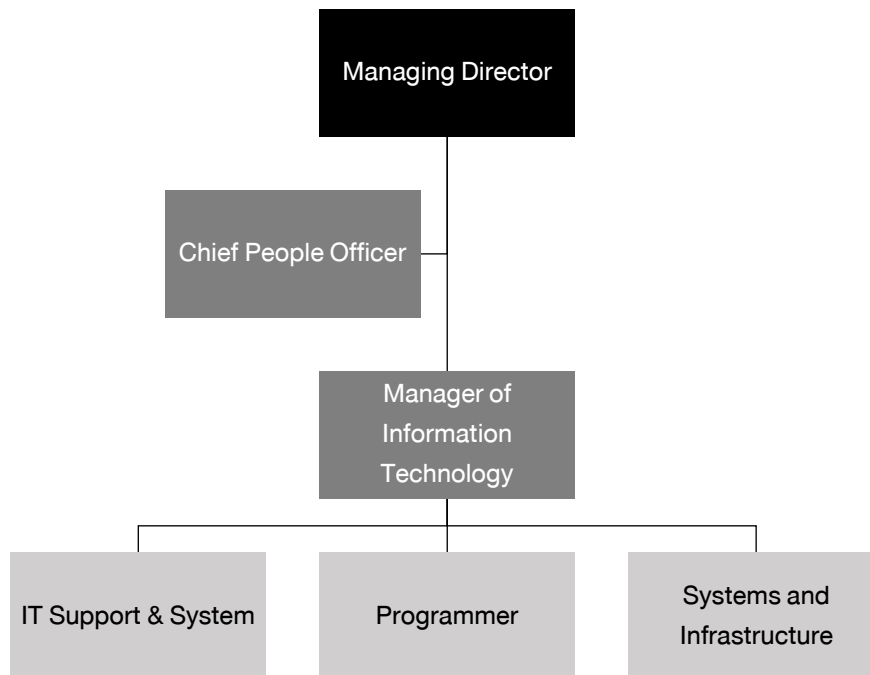 Managing Director
Chief People Officer
Manager of
Information
Technology
IT Support & System
Programmer
Systems and
Infrastructure